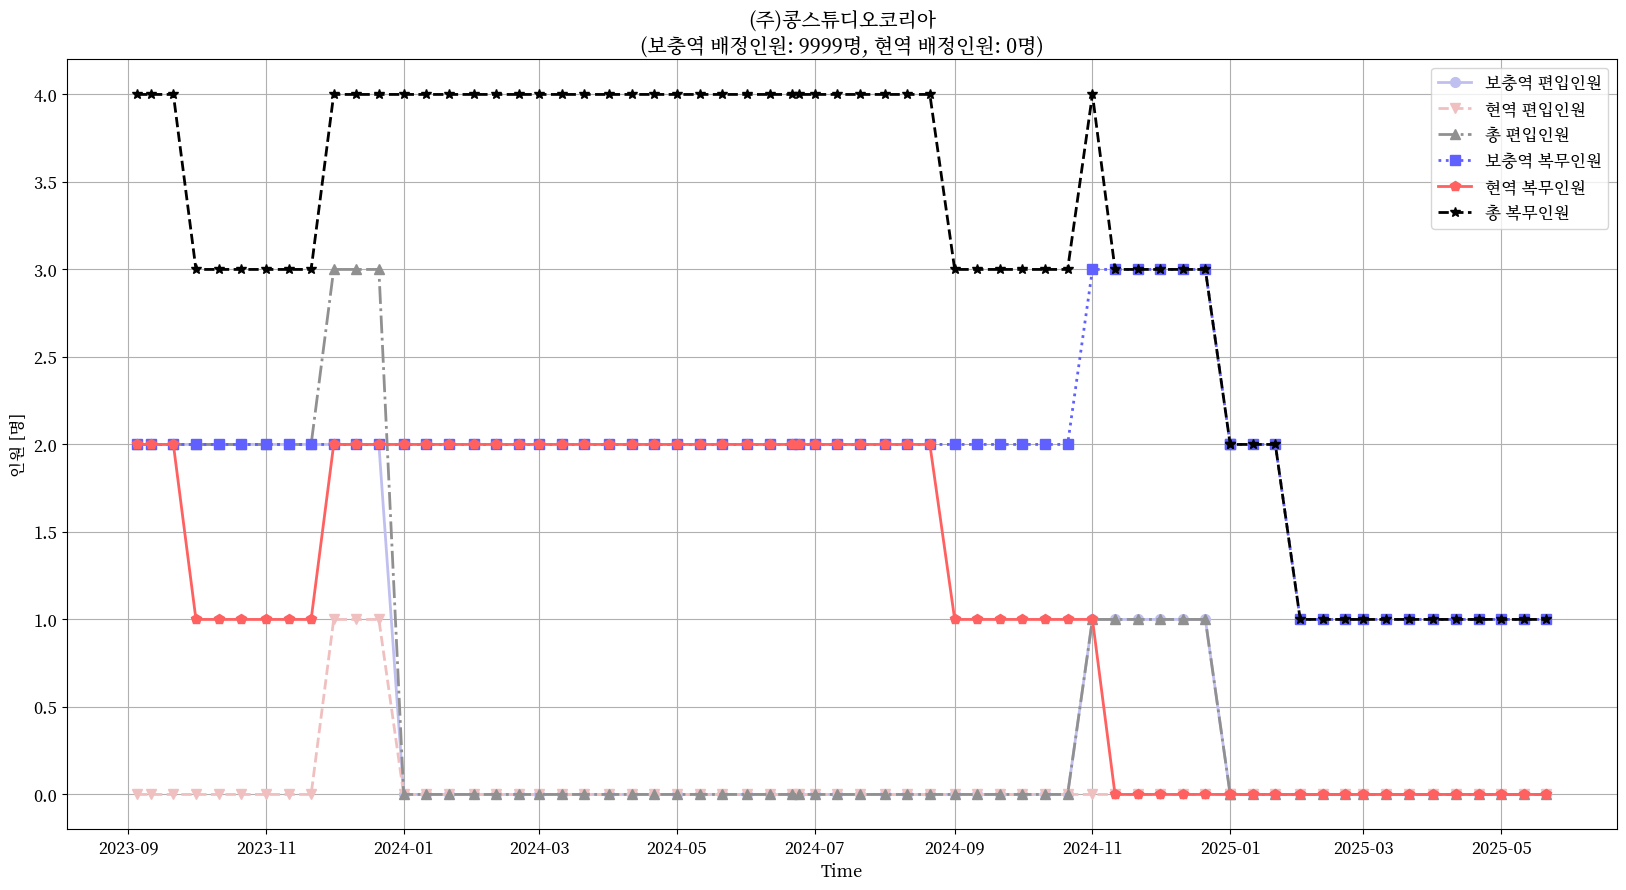 (주)콩스튜디오코리아
(보충역 배정인원: 9999명, 현역 배정인원: 0명)
보충역 편입인원
현역 편입인원
총 편입인원
보충역 복무인원
현역 복무인원
총 복무인원
4.0
3.5
3.0
2.5
2.0
1.5
1.0
0.5
0.0
인원 [명]
2023-09 2023-11 2024-01 2024-03 2024-05 2024-07 2024-09 2024-11 2025-01 2025-03 2025-05
Time